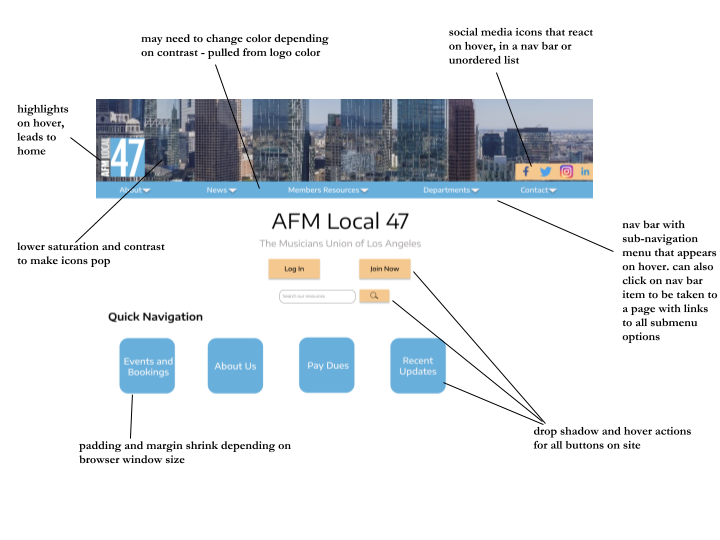 may need to change color depending
on contrast - pulled from logo color
social media icons that react
on hover, in a nav bar or
unordered list
highlights
on hover,
leads to
home
AFM LOCAL
47
About
News
Members Resources
Departments
Contact
AFM Local 47
The Musicians Union of Los Angeles
Log In
Join Now
Search our resources
lower saturation and contrast
to make icons pop
nav bar with
sub-navigation
menu that appears
on hover. can also
click on nav bar
item to be taken to
a page with links
to all submenu
options
Quick Navigation
Events and
Bookings
About Us
Pay Dues
Recent
Updates
drop shadow and hover actions
for all buttons on site
padding and margin shrink depending on
browser window size